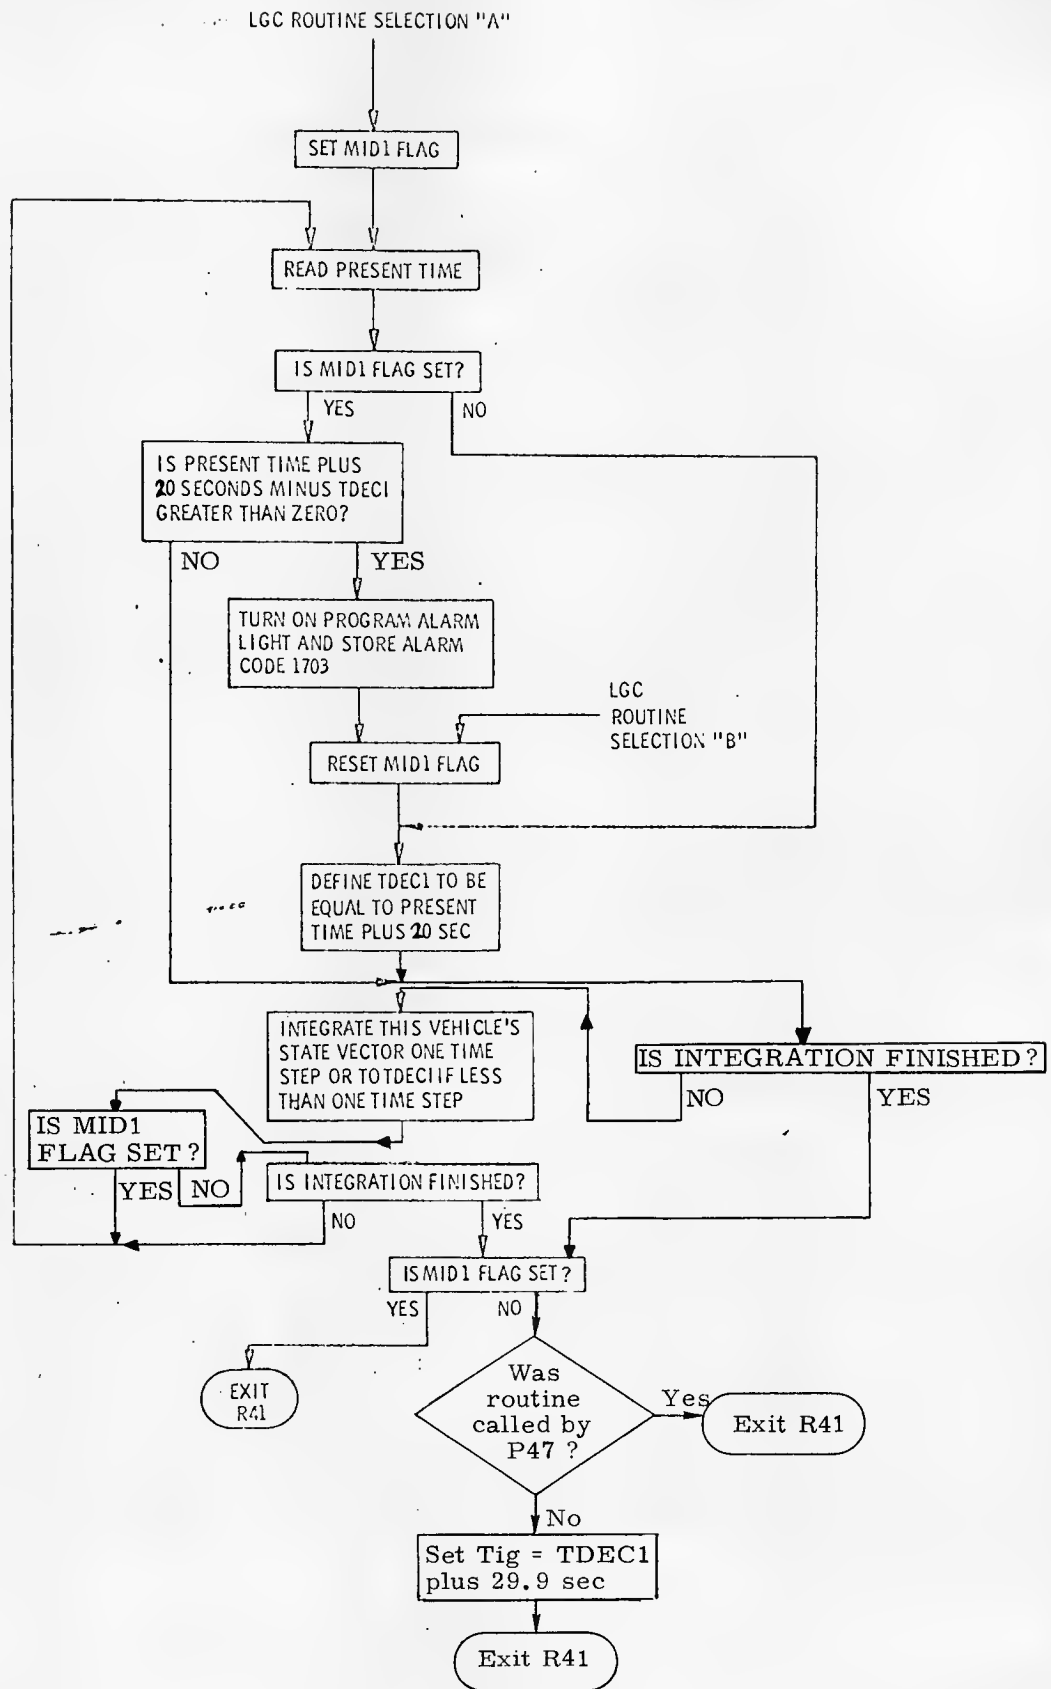 LGC ROUTINE SELECTION "A"
SET MID1 FLAG
READ PRESENT TIME
IS MID1 FLAG SET?
YES
NO
IS PRESENT TIME PLUS
20 SECONDS MINUS TDEC1
GREATER THAN ZERO?
NO
YES
TURN ON PROGRAM ALARM
LIGHT AND STORE ALARM
CODE 1703
LGC
ROUTINE
SELECTION "B"
RESET MID1 FLAG
DEFINE TDEC1 TO BE
EQUAL TO PRESENT
TIME PLUS 20 SEC
INTEGRATE THIS VEHICLE'S
STATE VECTOR ONE TIME
STEP OR TO TDEC1 IF LESS
THAN ONE TIME STEP
IS INTEGRATION FINISHED?
NO
YES
IS MID1
FLAG SET?
YES
NO
IS INTEGRATION FINISHED?
NO
YES
IS MID1 FLAG SET?
YES
NO
EXIT
R41
Was
routine
called by
P47 ?
Yes
Exit R41
No
Set Tig = TDEC1
plus 29.9 sec
Exit R41